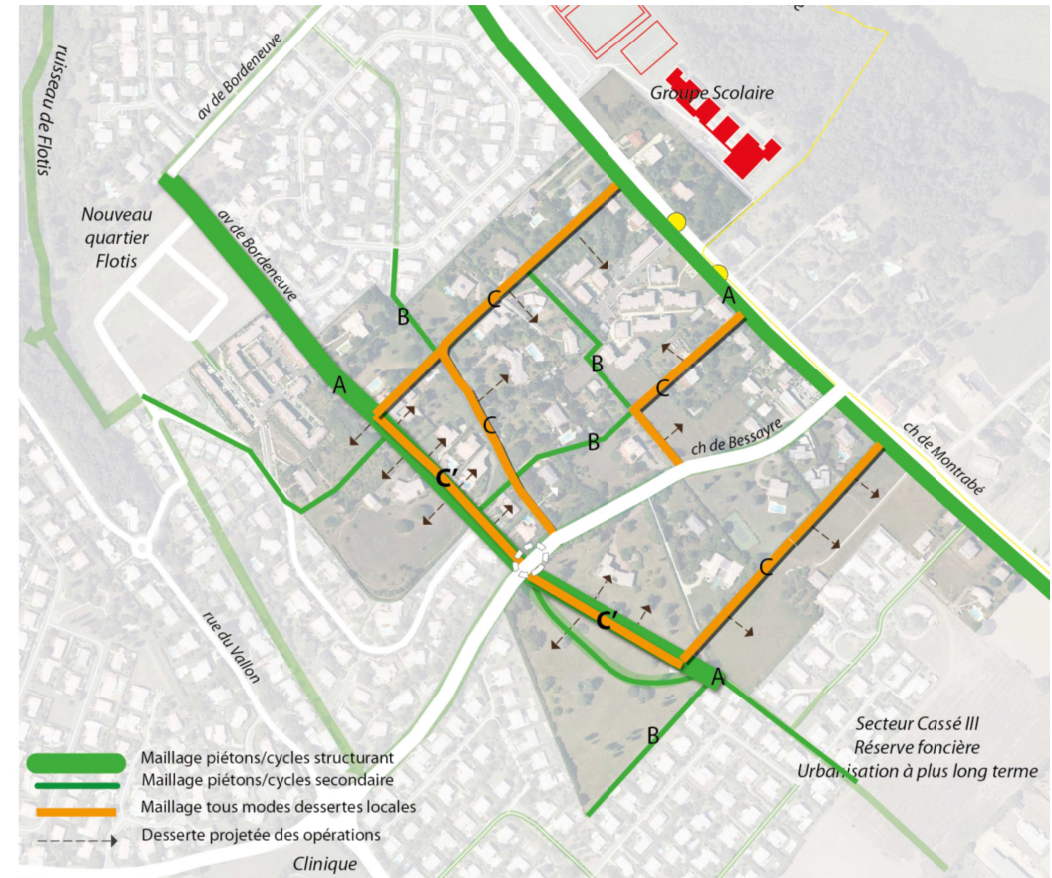 ruisseau de Flotis
av de Bordeneuve
Groupe Scolaire
Nouveau
quartier
Flotis
av de Bordeneuve
A
C
B
B
A
C
C
B
A
ch de Bessayre
ch de Montrabé
C'
C
C'
A
B
rue du Vallon
Secteur Cassé III
Réserve foncière
Urbanisation à plus long terme
Maillage piétons/cycles structurant
Maillage piétons/cycles secondaire
Maillage tous modes dessertes locales
Desserte projetée des opérations
Clinique